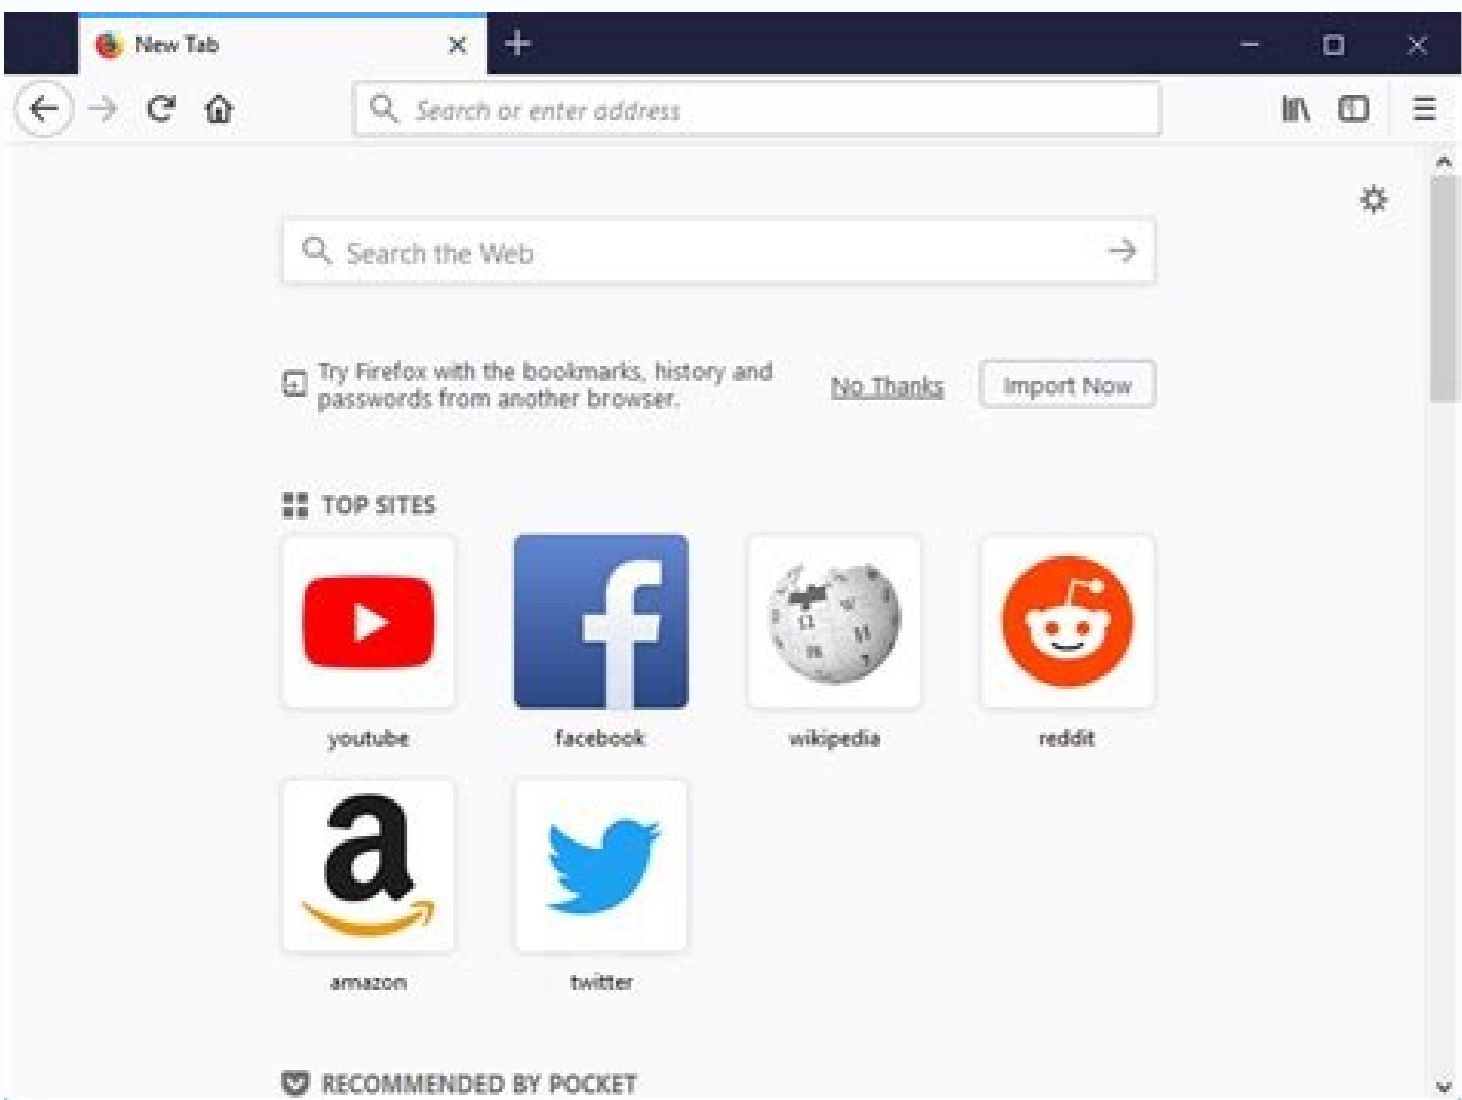 New Tab
Search or enter address
Search the Web
Try Firefox with the bookmarks, history and
passwords from another browser.
No Thanks
Import Now
TOP SITES
youtube
facebook
wikipedia
reddit
amazon
twitter
RECOMMENDED BY POCKET